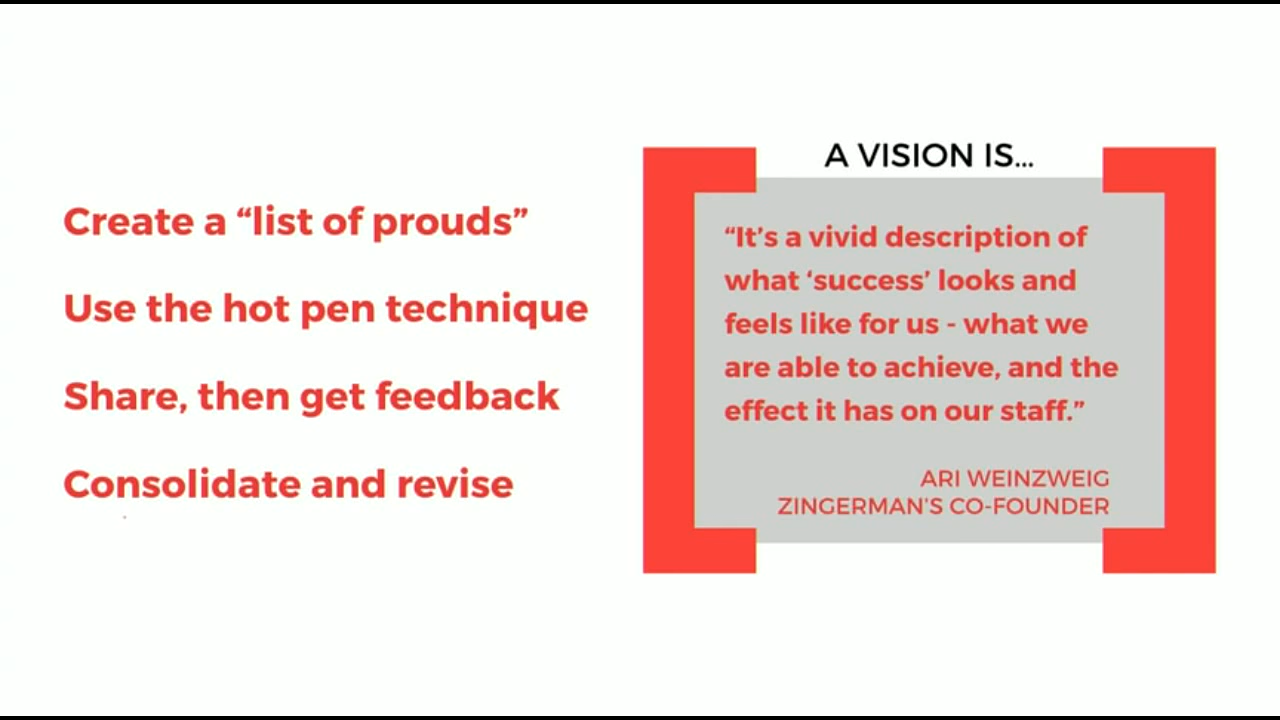 Create a “list of prouds”
Use the hot pen technique
Share, then get feedback
Consolidate and revise
A VISION IS...
“It’s a vivid description of
what ‘success’ looks and
feels like for us - what we
are able to achieve, and the
effect it has on our staff.”
ARI WEINZWEIG
ZINGERMAN’S CO-FOUNDER